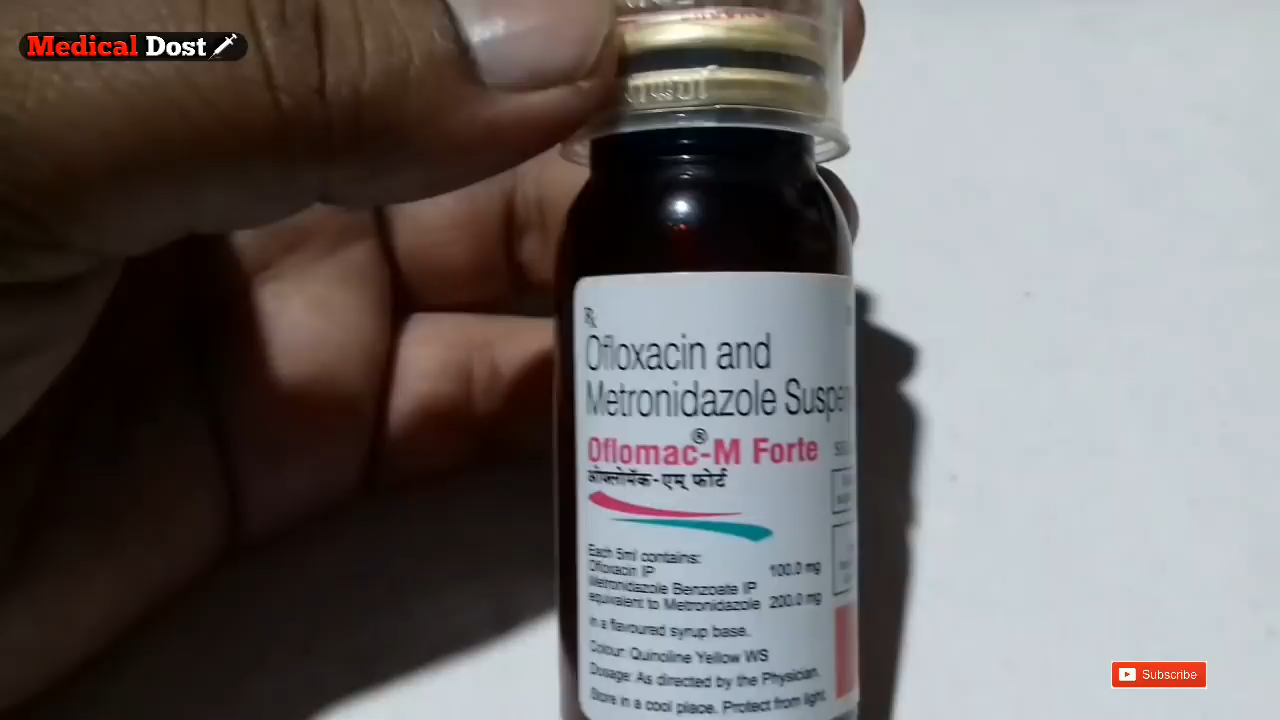 Medical Dost
Rx
Ofloxacin and
Metronidazole
Oflomac®-M Forte
ओफ्लोमॅक-एम् फोर्ट
Each 5ml contains:
Ofloxacin IP 100.0 mg
Metronidazole Benzoate IP
equivalent to Metronidazole 200.0 mg
in a flavoured syrup base.
Colour: Quinoline Yellow WS
Dosage: As directed by the Physician.
Store in a cool place. Protect from light.
Subscribe